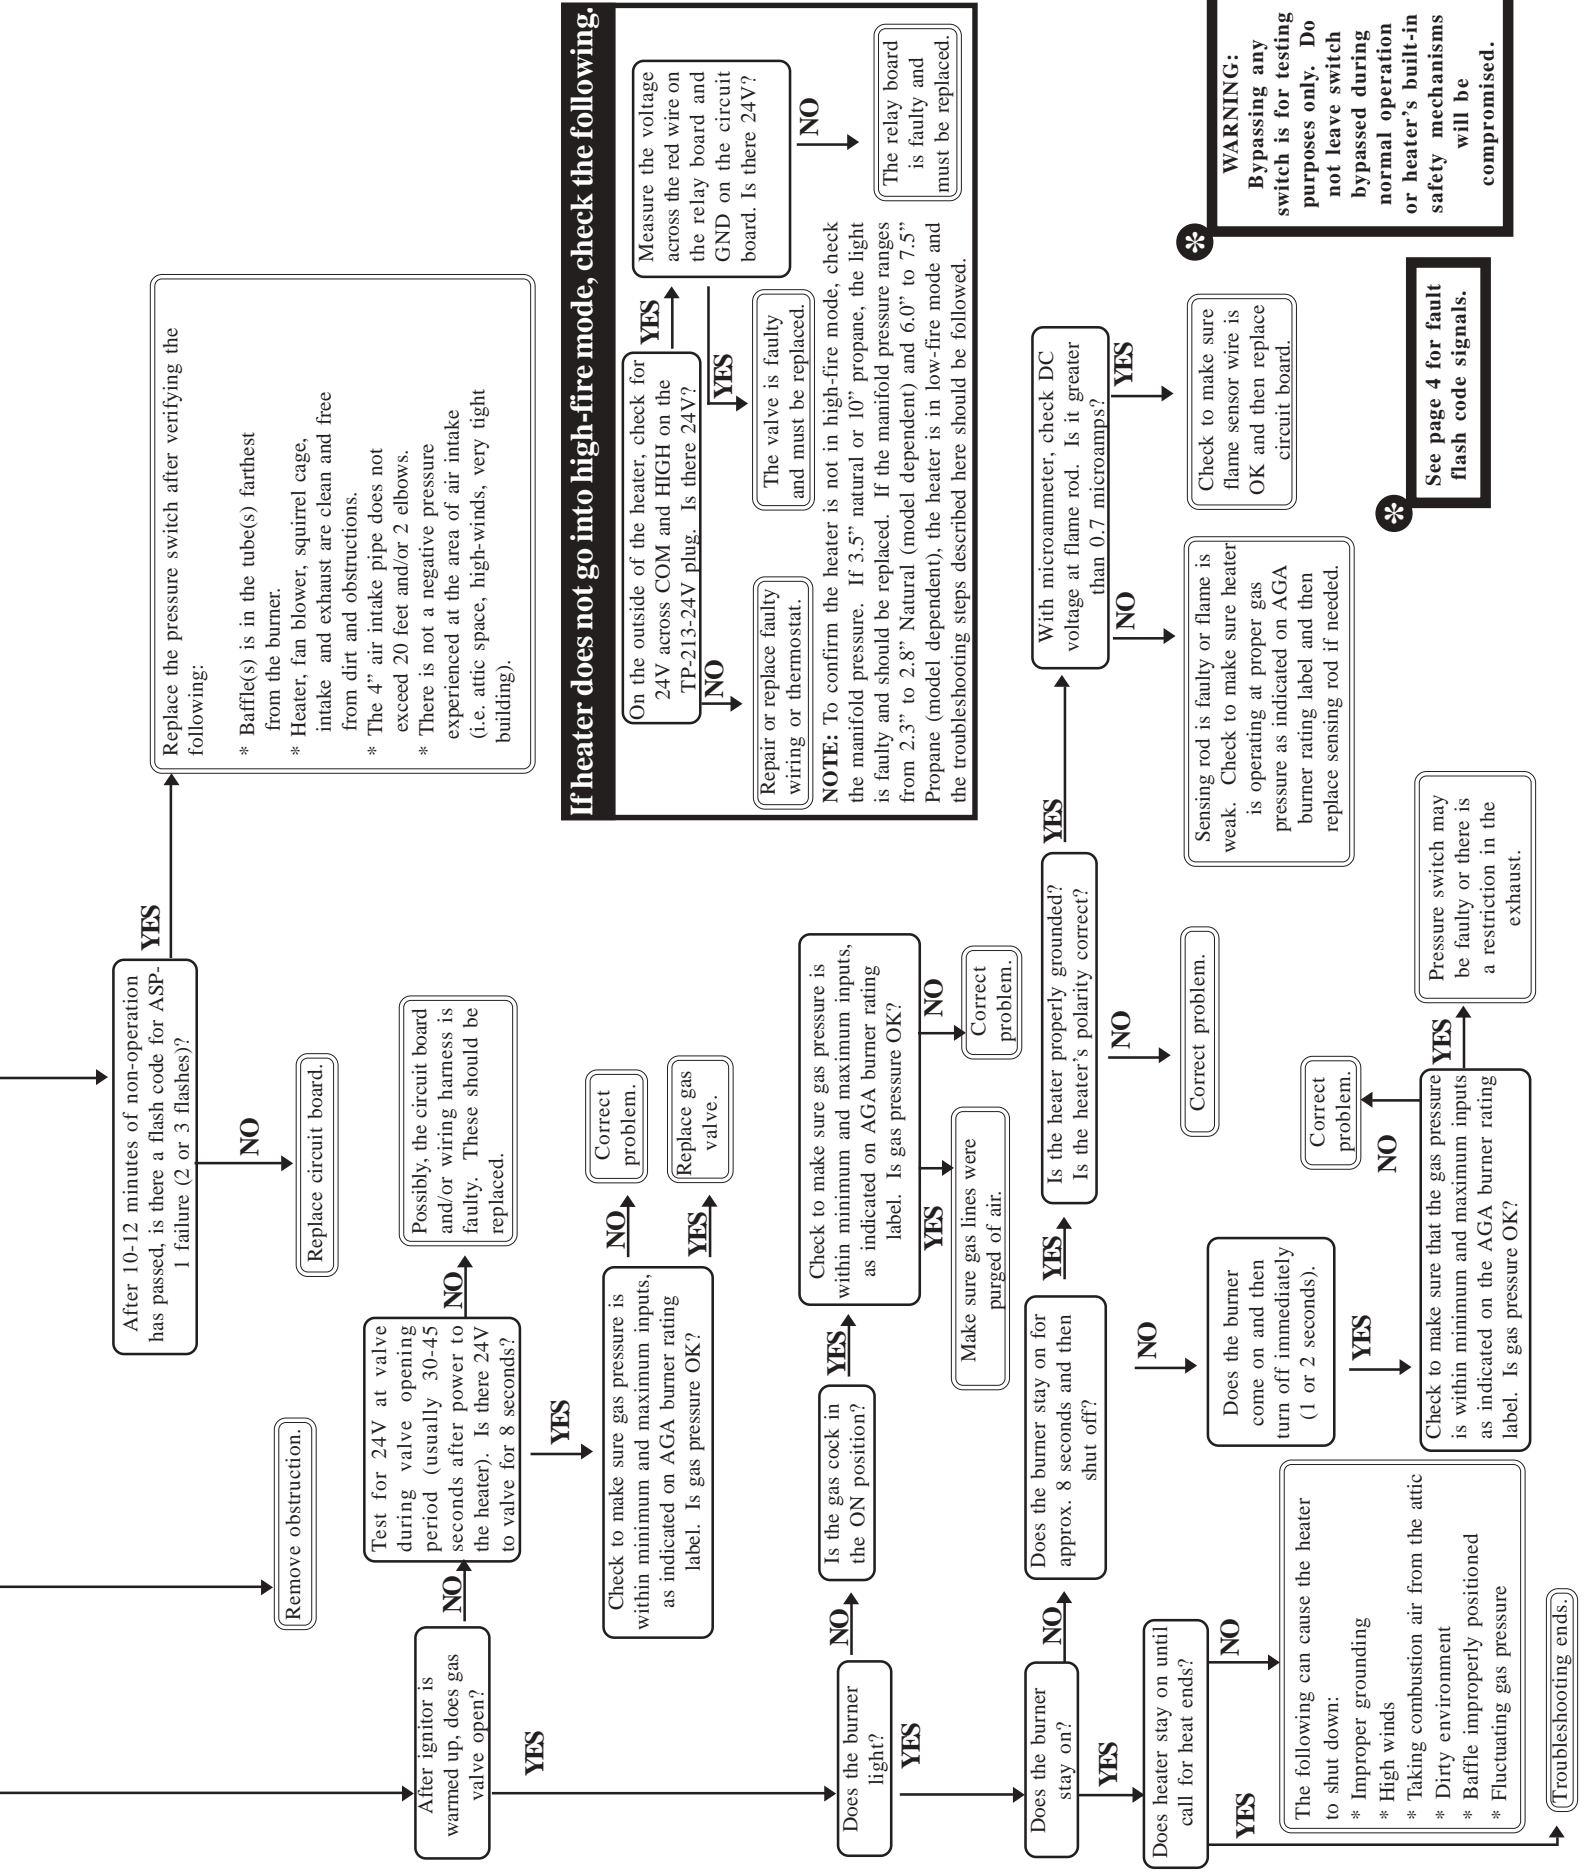 After 10-12 minutes of non-operation
has passed, is there a flash code for ASP-
1 failure (2 or 3 flashes)?
YES
Replace the pressure switch after verifying the
following:
* Baffle(s) is in the tube(s) farthest
from the burner.
* Heater, fan blower, squirrel cage,
intake and exhaust are clean and free
from dirt and obstructions.
* The 4” air intake pipe does not
exceed 20 feet and/or 2 elbows.
* There is not a negative pressure
experienced at the area of air intake
(i.e. attic space, high-winds, very tight
building).
NO
Replace circuit board.
Remove obstruction.
After ignitor is
warmed up, does gas
valve open?
NO
Test for 24V at valve
during valve opening
period (usually 30-45
seconds after power to
the heater). Is there 24V
to valve for 8 seconds?
NO
Possibly, the circuit board
and/or wiring harness is
faulty. These should be
replaced.
YES
Check to make sure gas pressure is
within minimum and maximum inputs,
as indicated on AGA burner rating
label. Is gas pressure OK?
NO
Correct
problem.
YES
Replace gas
valve.
YES
If heater does not go into high-fire mode, check the following.
On the outside of the heater, check for
24V across COM and HIGH on the
TP-213-24V plug. Is there 24V?
YES
Measure the voltage
across the red wire on
the relay board and
GND on the circuit
board. Is there 24V?
NO
Repair or replace faulty
wiring or thermostat.
YES
The valve is faulty
and must be replaced.
NO
The relay board
is faulty and
must be replaced.
NOTE: To confirm the heater is not in high-fire mode, check
the manifold pressure. If 3.5” natural or 10” propane, the light
is faulty and should be replaced. If the manifold pressure ranges
from 2.3” to 2.8” Natural (model dependent) and 6.0” to 7.5”
Propane (model dependent), the heater is in low-fire mode and
the troubleshooting steps described here should be followed.
Does the burner
light?
NO
Is the gas cock in
the ON position?
YES
Check to make sure gas pressure is
within minimum and maximum inputs,
as indicated on AGA burner rating
label. Is gas pressure OK?
YES
Make sure gas lines were
purged of air.
NO
Correct
problem.
YES
Does the burner
stay on?
NO
Does the burner stay on for
approx. 8 seconds and then
shut off?
YES
Is the heater properly grounded?
Is the heater's polarity correct?
YES
With microammeter, check DC
voltage at flame rod. Is it greater
than 0.7 microamps?
NO
Correct problem.
NO
Sensing rod is faulty or flame is
weak. Check to make sure heater
is operating at proper gas
pressure as indicated on AGA
burner rating label and then
replace sensing rod if needed.
YES
Check to make sure
flame sensor wire is
OK and then replace
circuit board.
NO
Does the burner
come on and then
turn off immediately
(1 or 2 seconds).
YES
Check to make sure that the gas pressure
is within minimum and maximum inputs
as indicated on the AGA burner rating
label. Is gas pressure OK?
NO
Correct
problem.
YES
Pressure switch may
be faulty or there is
a restriction in the
exhaust.
YES
Does heater stay on until
call for heat ends?
NO
The following can cause the heater
to shut down:
* Improper grounding
* High winds
* Taking combustion air from the attic
* Dirty environment
* Baffle improperly positioned
* Fluctuating gas pressure
YES
Troubleshooting ends.
*
See page 4 for fault
flash code signals.
*
WARNING:
Bypassing any
switch is for testing
purposes only. Do
not leave switch
bypassed during
normal operation
or heater's built-in
safety mechanisms
will be
compromised.